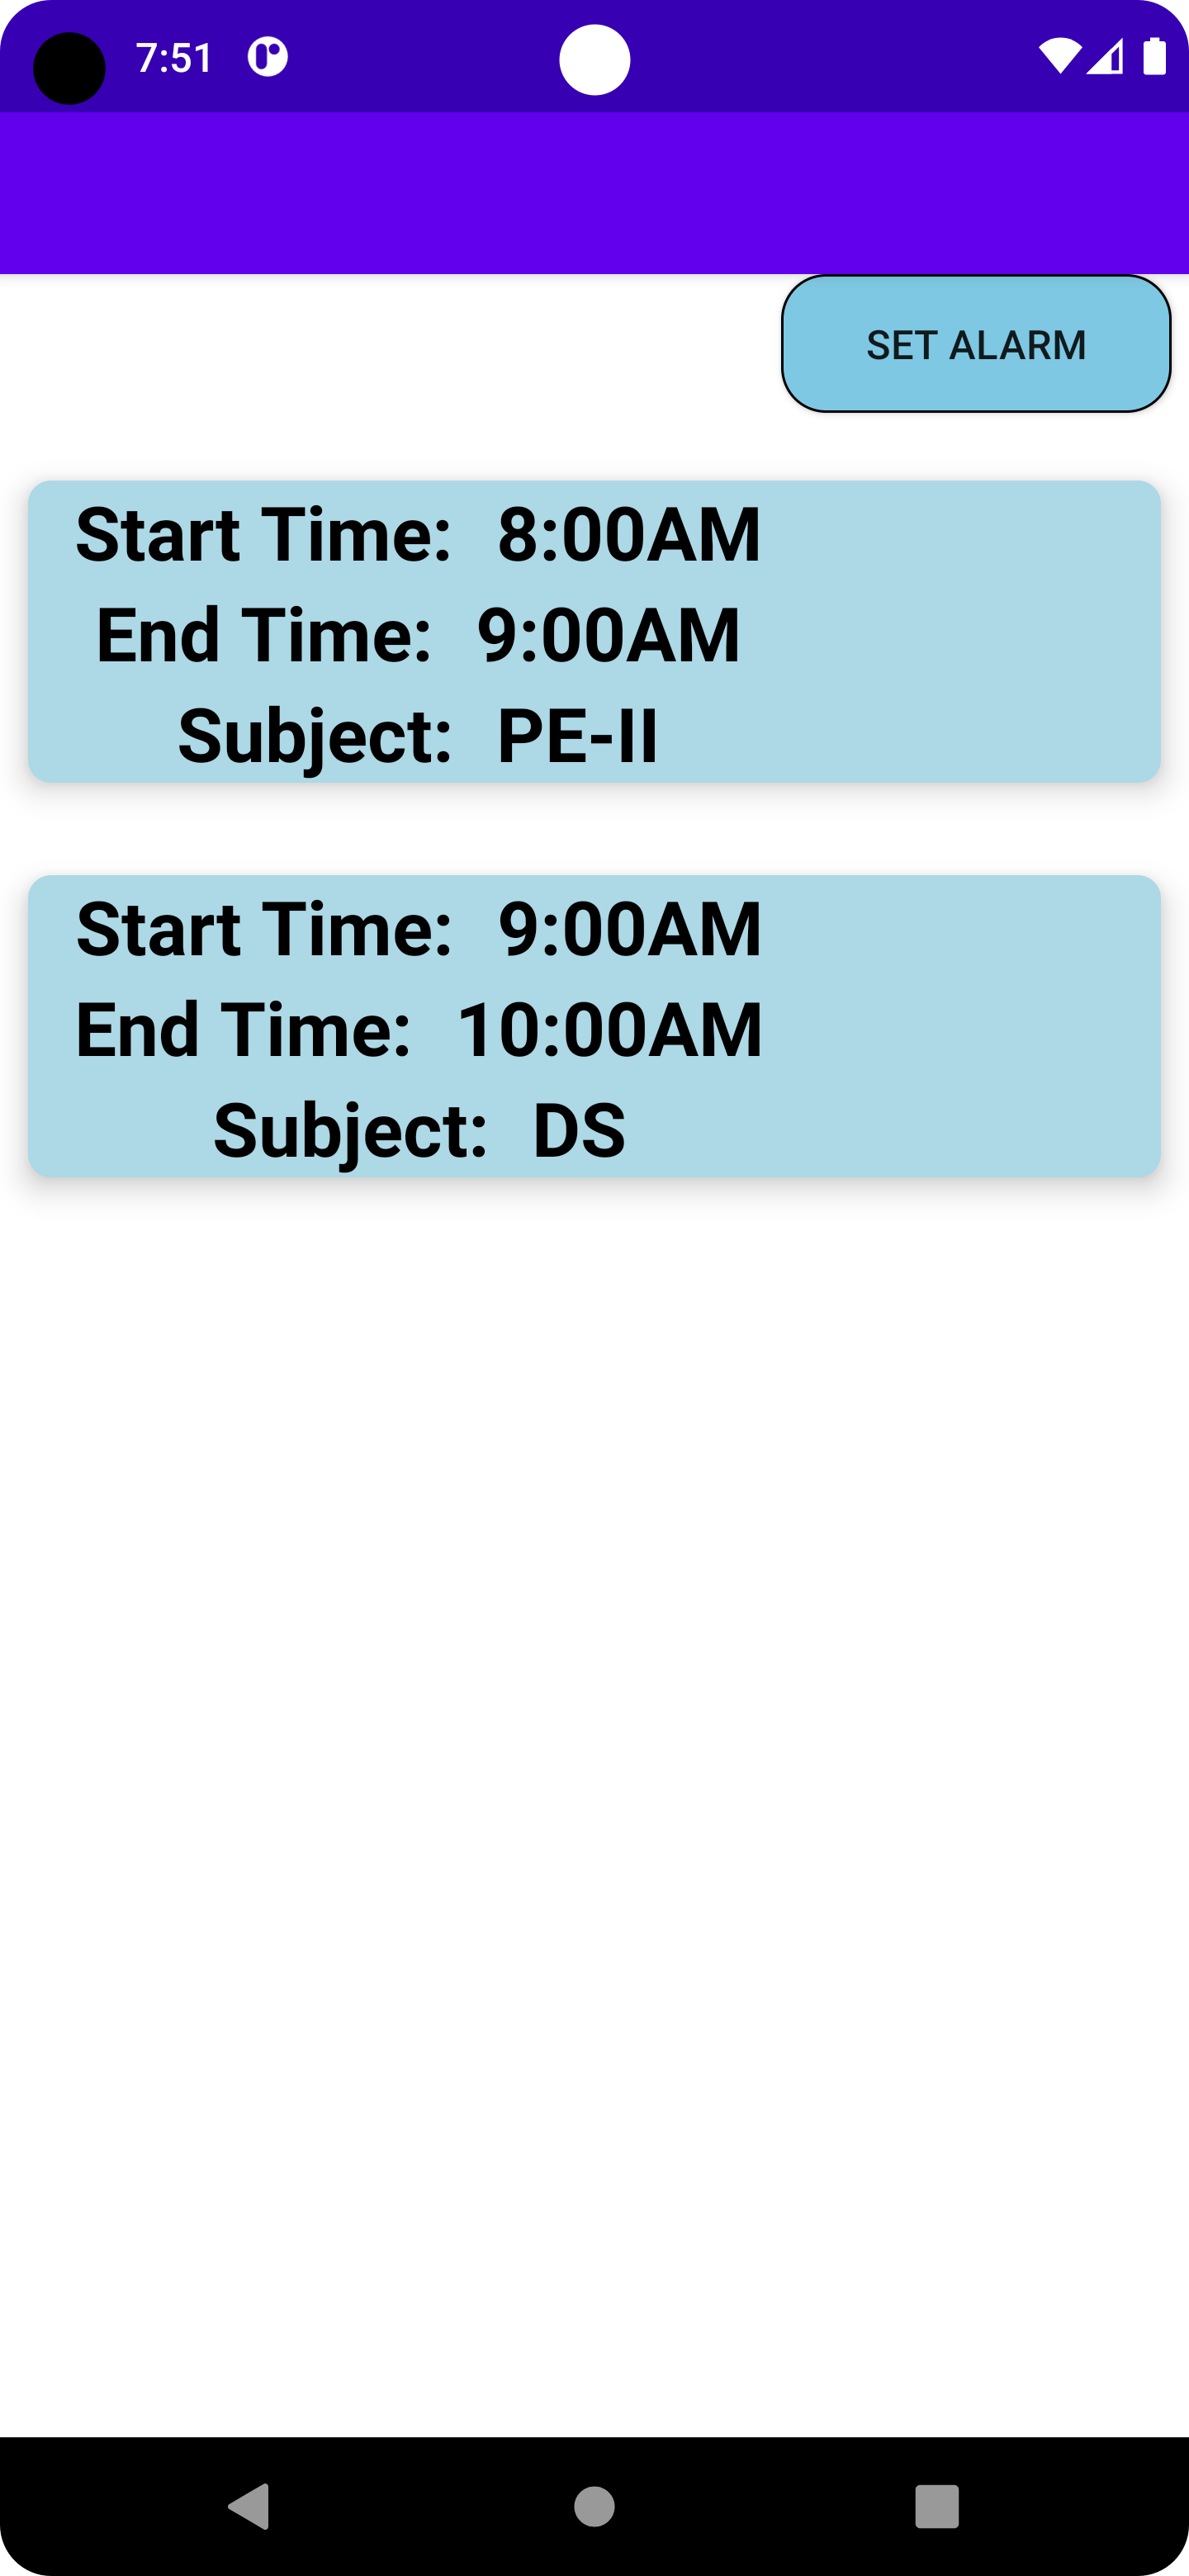 7:51
SET ALARM
Start Time: 8:00AM
End Time: 9:00AM
Subject: PE-II
Start Time: 9:00AM
End Time: 10:00AM
Subject: DS